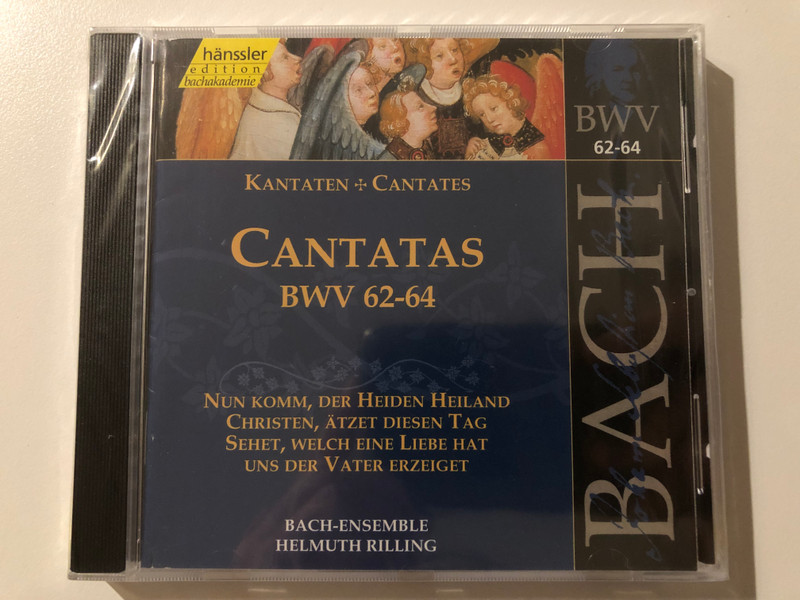 hänssler
edition
bachakademie
BWV
62-64
KANTATEN ✢ CANTATES
CANTATAS
BWV 62-64
NUN KOMM, DER HEIDEN HEILAND
CHRISTEN, ÄTZET DIESEN TAG
SEHET, WELCH EINE LIEBE HAT
UNS DER VATER ERZEIGET
BACH-ENSEMBLE
HELMUTH RILLING
BACH